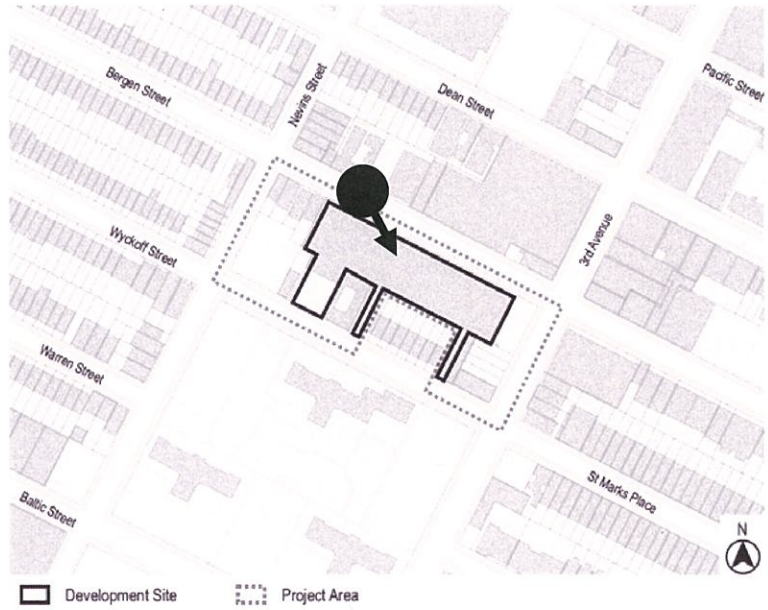 Pacific Street
Bergen Street
Nevins Street
Dean Street
Wyckoff Street
3rd Avenue
Warren Street
St Marks Place
Baltic Street
N
Development Site
Project Area